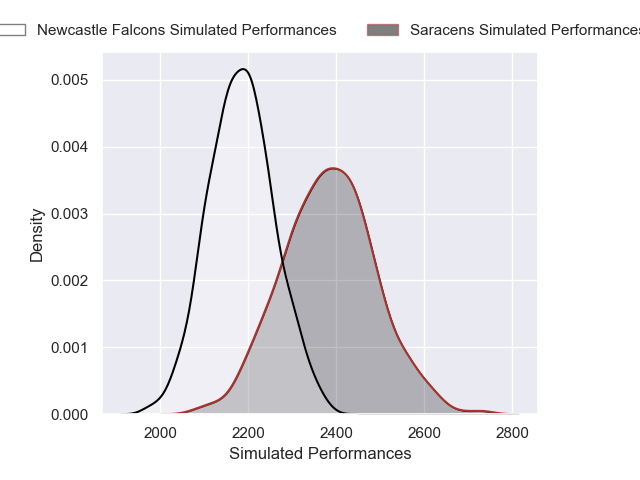 Newcastle Falcons Simulated Performances
Saracens Simulated Performances
0.005
0.004
0.003
0.002
0.001
0.000
Density
2000 2200 2400 2600 2800
Simulated Performances